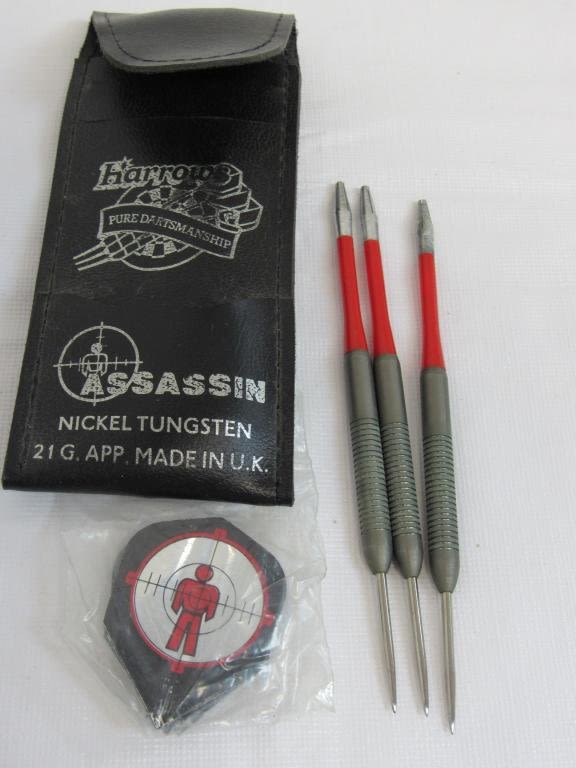 Harrows
PURE DARTSMANSHIP
ASSASSIN
NICKEL TUNGSTEN
21 G. APP. MADE IN U.K.